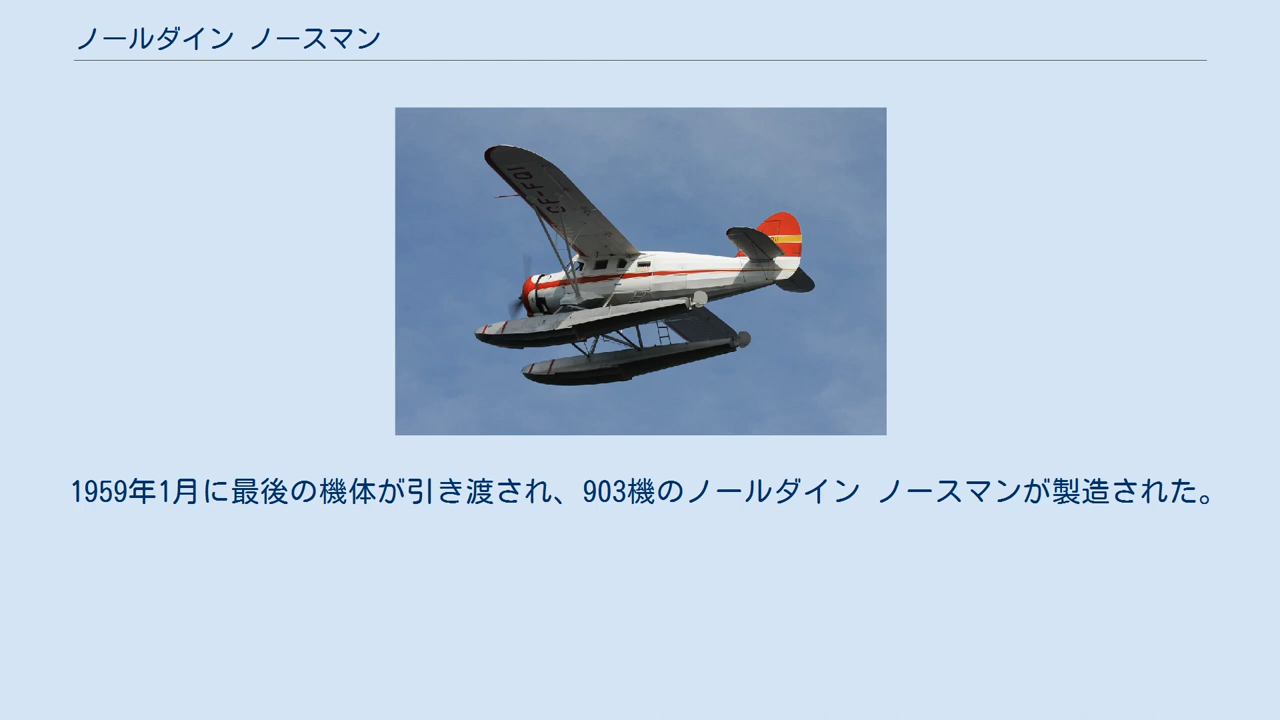 ノールダイン ノースマン
CF-FQI
1959年1月に最後の機体が引き渡され、903機のノールダイン ノースマンが製造された。